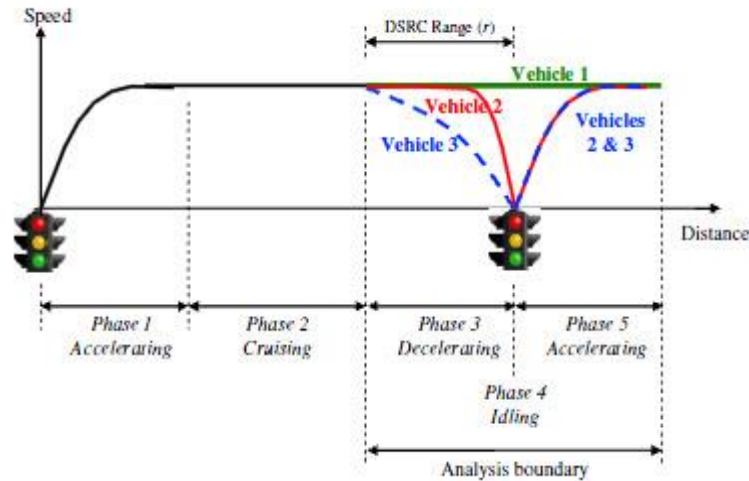 Speed
DSRC Range (r)
Vehicle 1
Vehicle 2
Vehicle 3
Vehicles
2 & 3
Distance
Phase 1
Accelerating
Phase 2
Cruising
Phase 3
Decelerating
Phase 5
Accelerating
Phase 4
Idling
Analysis boundary